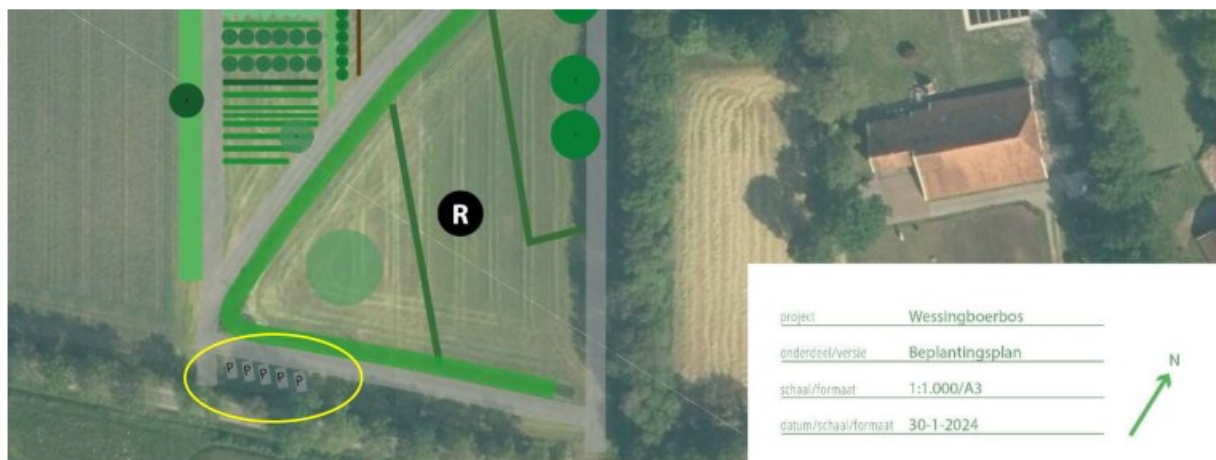 R
P P P P P
project Wessingboerbos
onderdeel/versie Beplantingsplan
schaal/formaat 1:1.000/A3
datum/schaal/formaat 30-1-2024
N